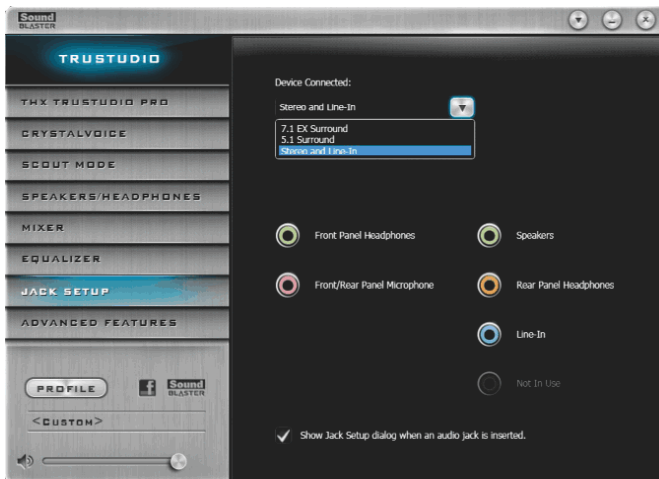 Sound
BLASTER
TRUSTUDIO
THX TRUSTUDIO PRO
CRYSTALVOICE
SCOUT MODE
SPEAKERS/HEADPHONES
MIXER
EQUALIZER
JACK SETUP
ADVANCED FEATURES
PROFILE
f
Sound
BLASTER
<CUSTOM>
Device Connected:
Stereo and Line-In
7.1 EX Surround
5.1 Surround
Stereo and Line-In
Front Panel Headphones
Speakers
Front/Rear Panel Microphone
Rear Panel Headphones
Line-In
Not In Use
Show Jack Setup dialog when an audio jack is inserted.